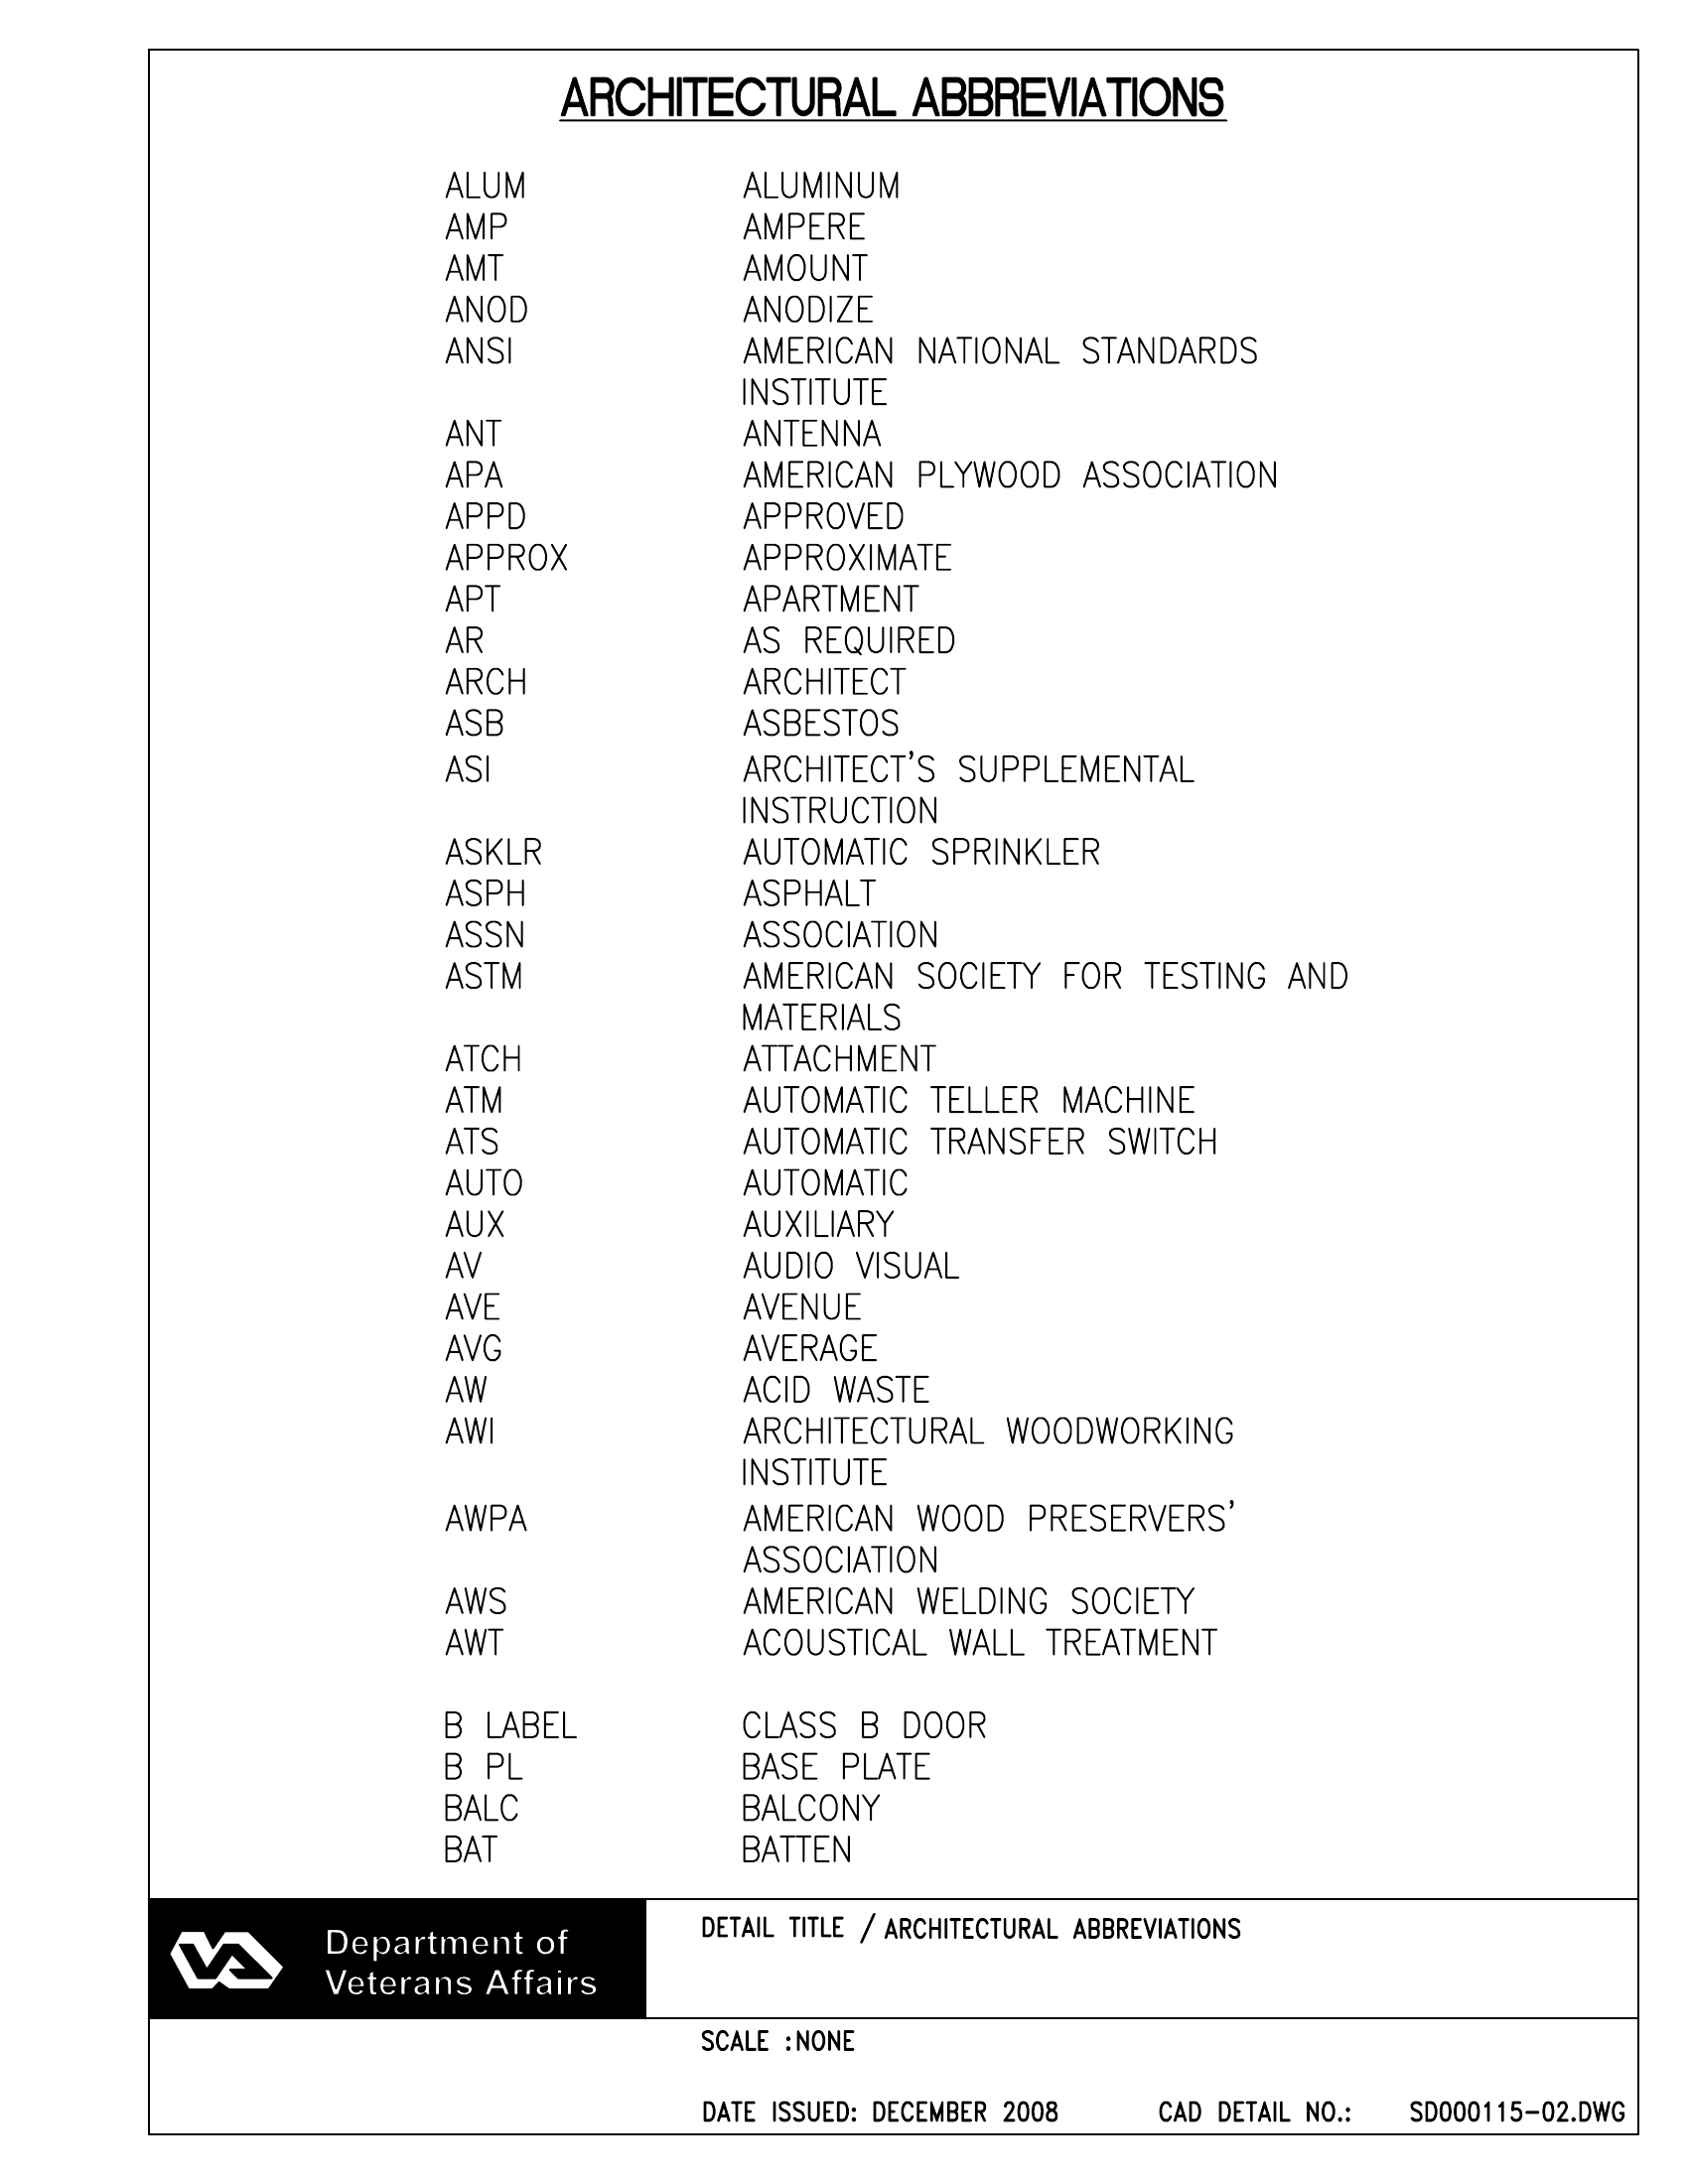 ARCHITECTURAL ABBREVIATIONS
ALUM ALUMINUM
AMP AMPERE
AMT AMOUNT
ANOD ANODIZE
ANSI AMERICAN NATIONAL STANDARDS
INSTITUTE
ANT ANTENNA
APA AMERICAN PLYWOOD ASSOCIATION
APPD APPROVED
APPROX APPROXIMATE
APT APARTMENT
AR AS REQUIRED
ARCH ARCHITECT
ASB ASBESTOS
ASI ARCHITECT'S SUPPLEMENTAL
INSTRUCTION
ASKLR AUTOMATIC SPRINKLER
ASPH ASPHALT
ASSN ASSOCIATION
ASTM AMERICAN SOCIETY FOR TESTING AND
MATERIALS
ATCH ATTACHMENT
ATM AUTOMATIC TELLER MACHINE
ATS AUTOMATIC TRANSFER SWITCH
AUTO AUTOMATIC
AUX AUXILIARY
AV AUDIO VISUAL
AVE AVENUE
AVG AVERAGE
AW ACID WASTE
AWI ARCHITECTURAL WOODWORKING
INSTITUTE
AWPA AMERICAN WOOD PRESERVERS'
ASSOCIATION
AWS AMERICAN WELDING SOCIETY
AWT ACOUSTICAL WALL TREATMENT
B LABEL CLASS B DOOR
B PL BASE PLATE
BALC BALCONY
BAT BATTEN
VA
Department of
Veterans Affairs
DETAIL TITLE / ARCHITECTURAL ABBREVIATIONS
SCALE :NONE
DATE ISSUED: DECEMBER 2008 CAD DETAIL NO.: SD000115-02.DWG